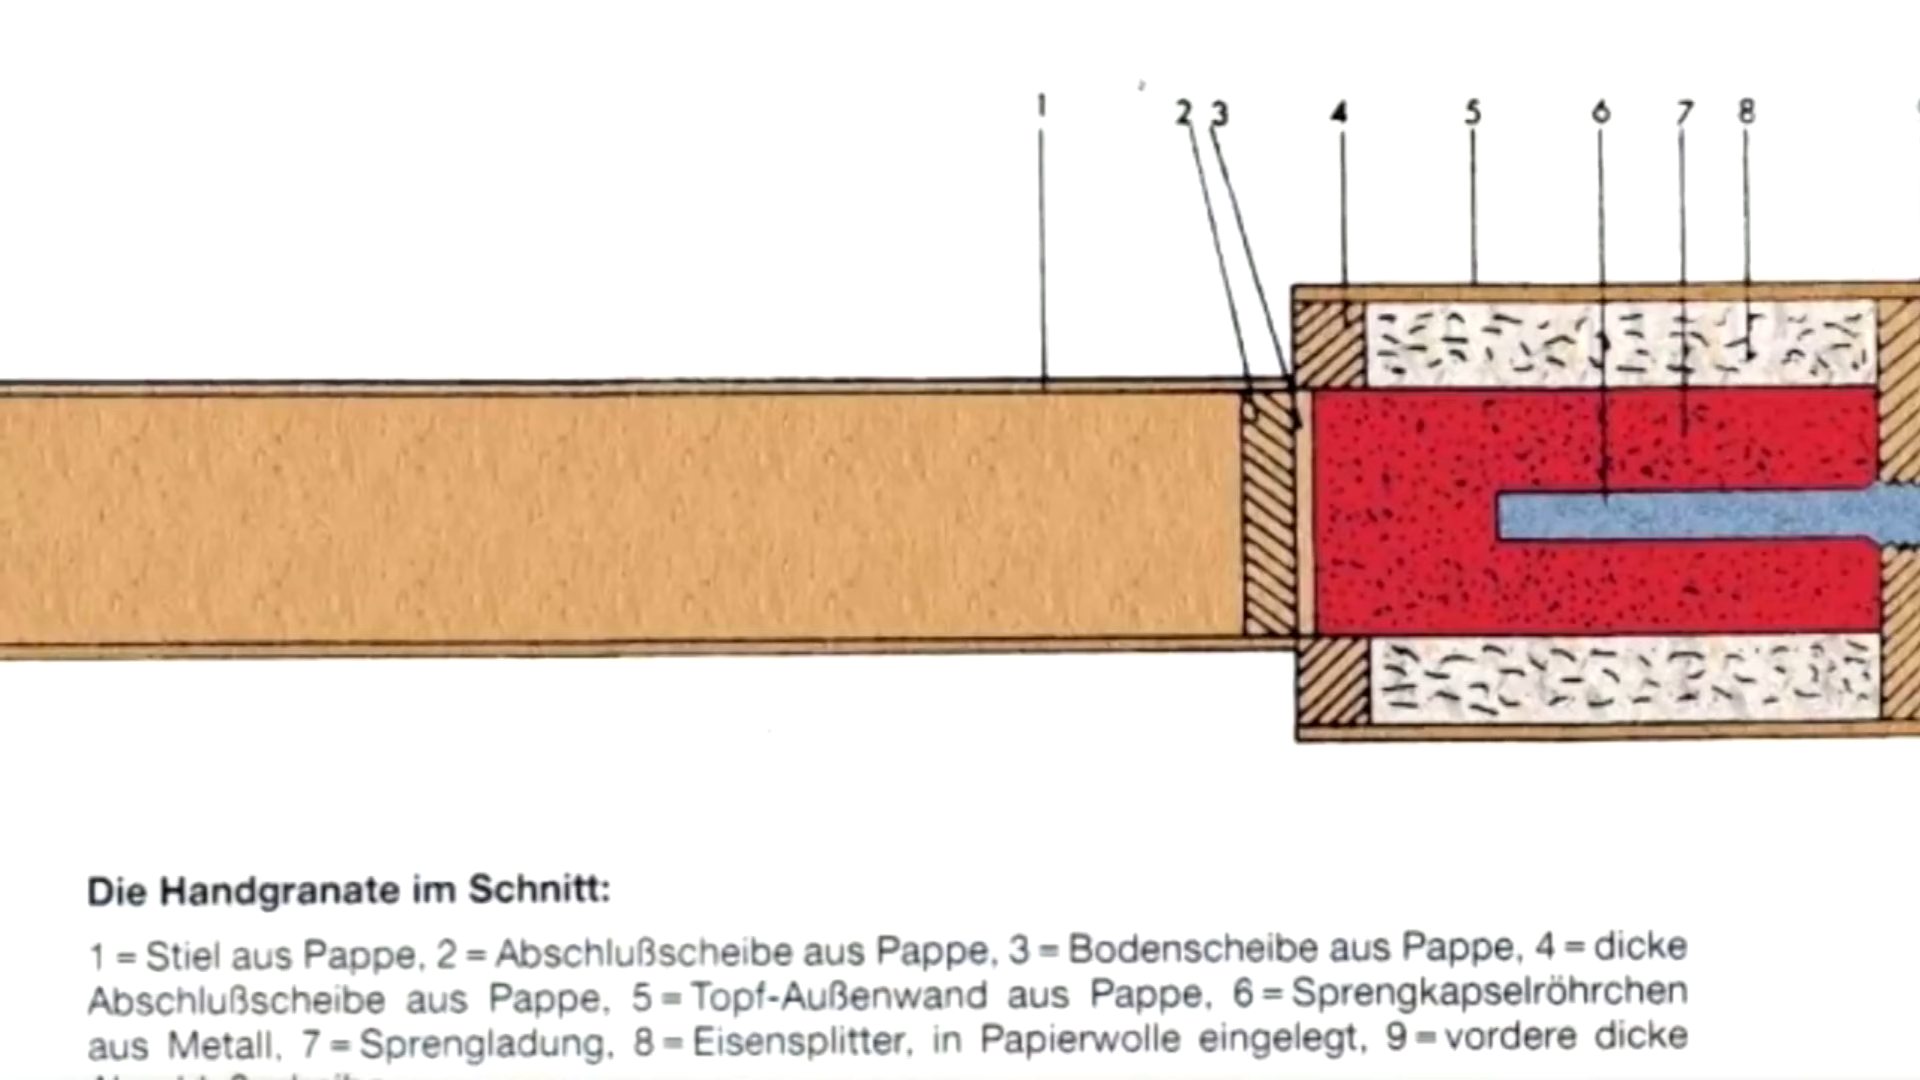 1 2 3 4 5 6 7 8
Die Handgranate im Schnitt:
1 = Stiel aus Pappe, 2 = Abschlußscheibe aus Pappe, 3 = Bodenscheibe aus Pappe, 4 = dicke
Abschlußscheibe aus Pappe, 5 = Topf-Außenwand aus Pappe, 6 = Sprengkapselröhrchen
aus Metall, 7 = Sprengladung, 8 = Eisensplitter, in Papierwolle eingelegt, 9 = vordere dicke